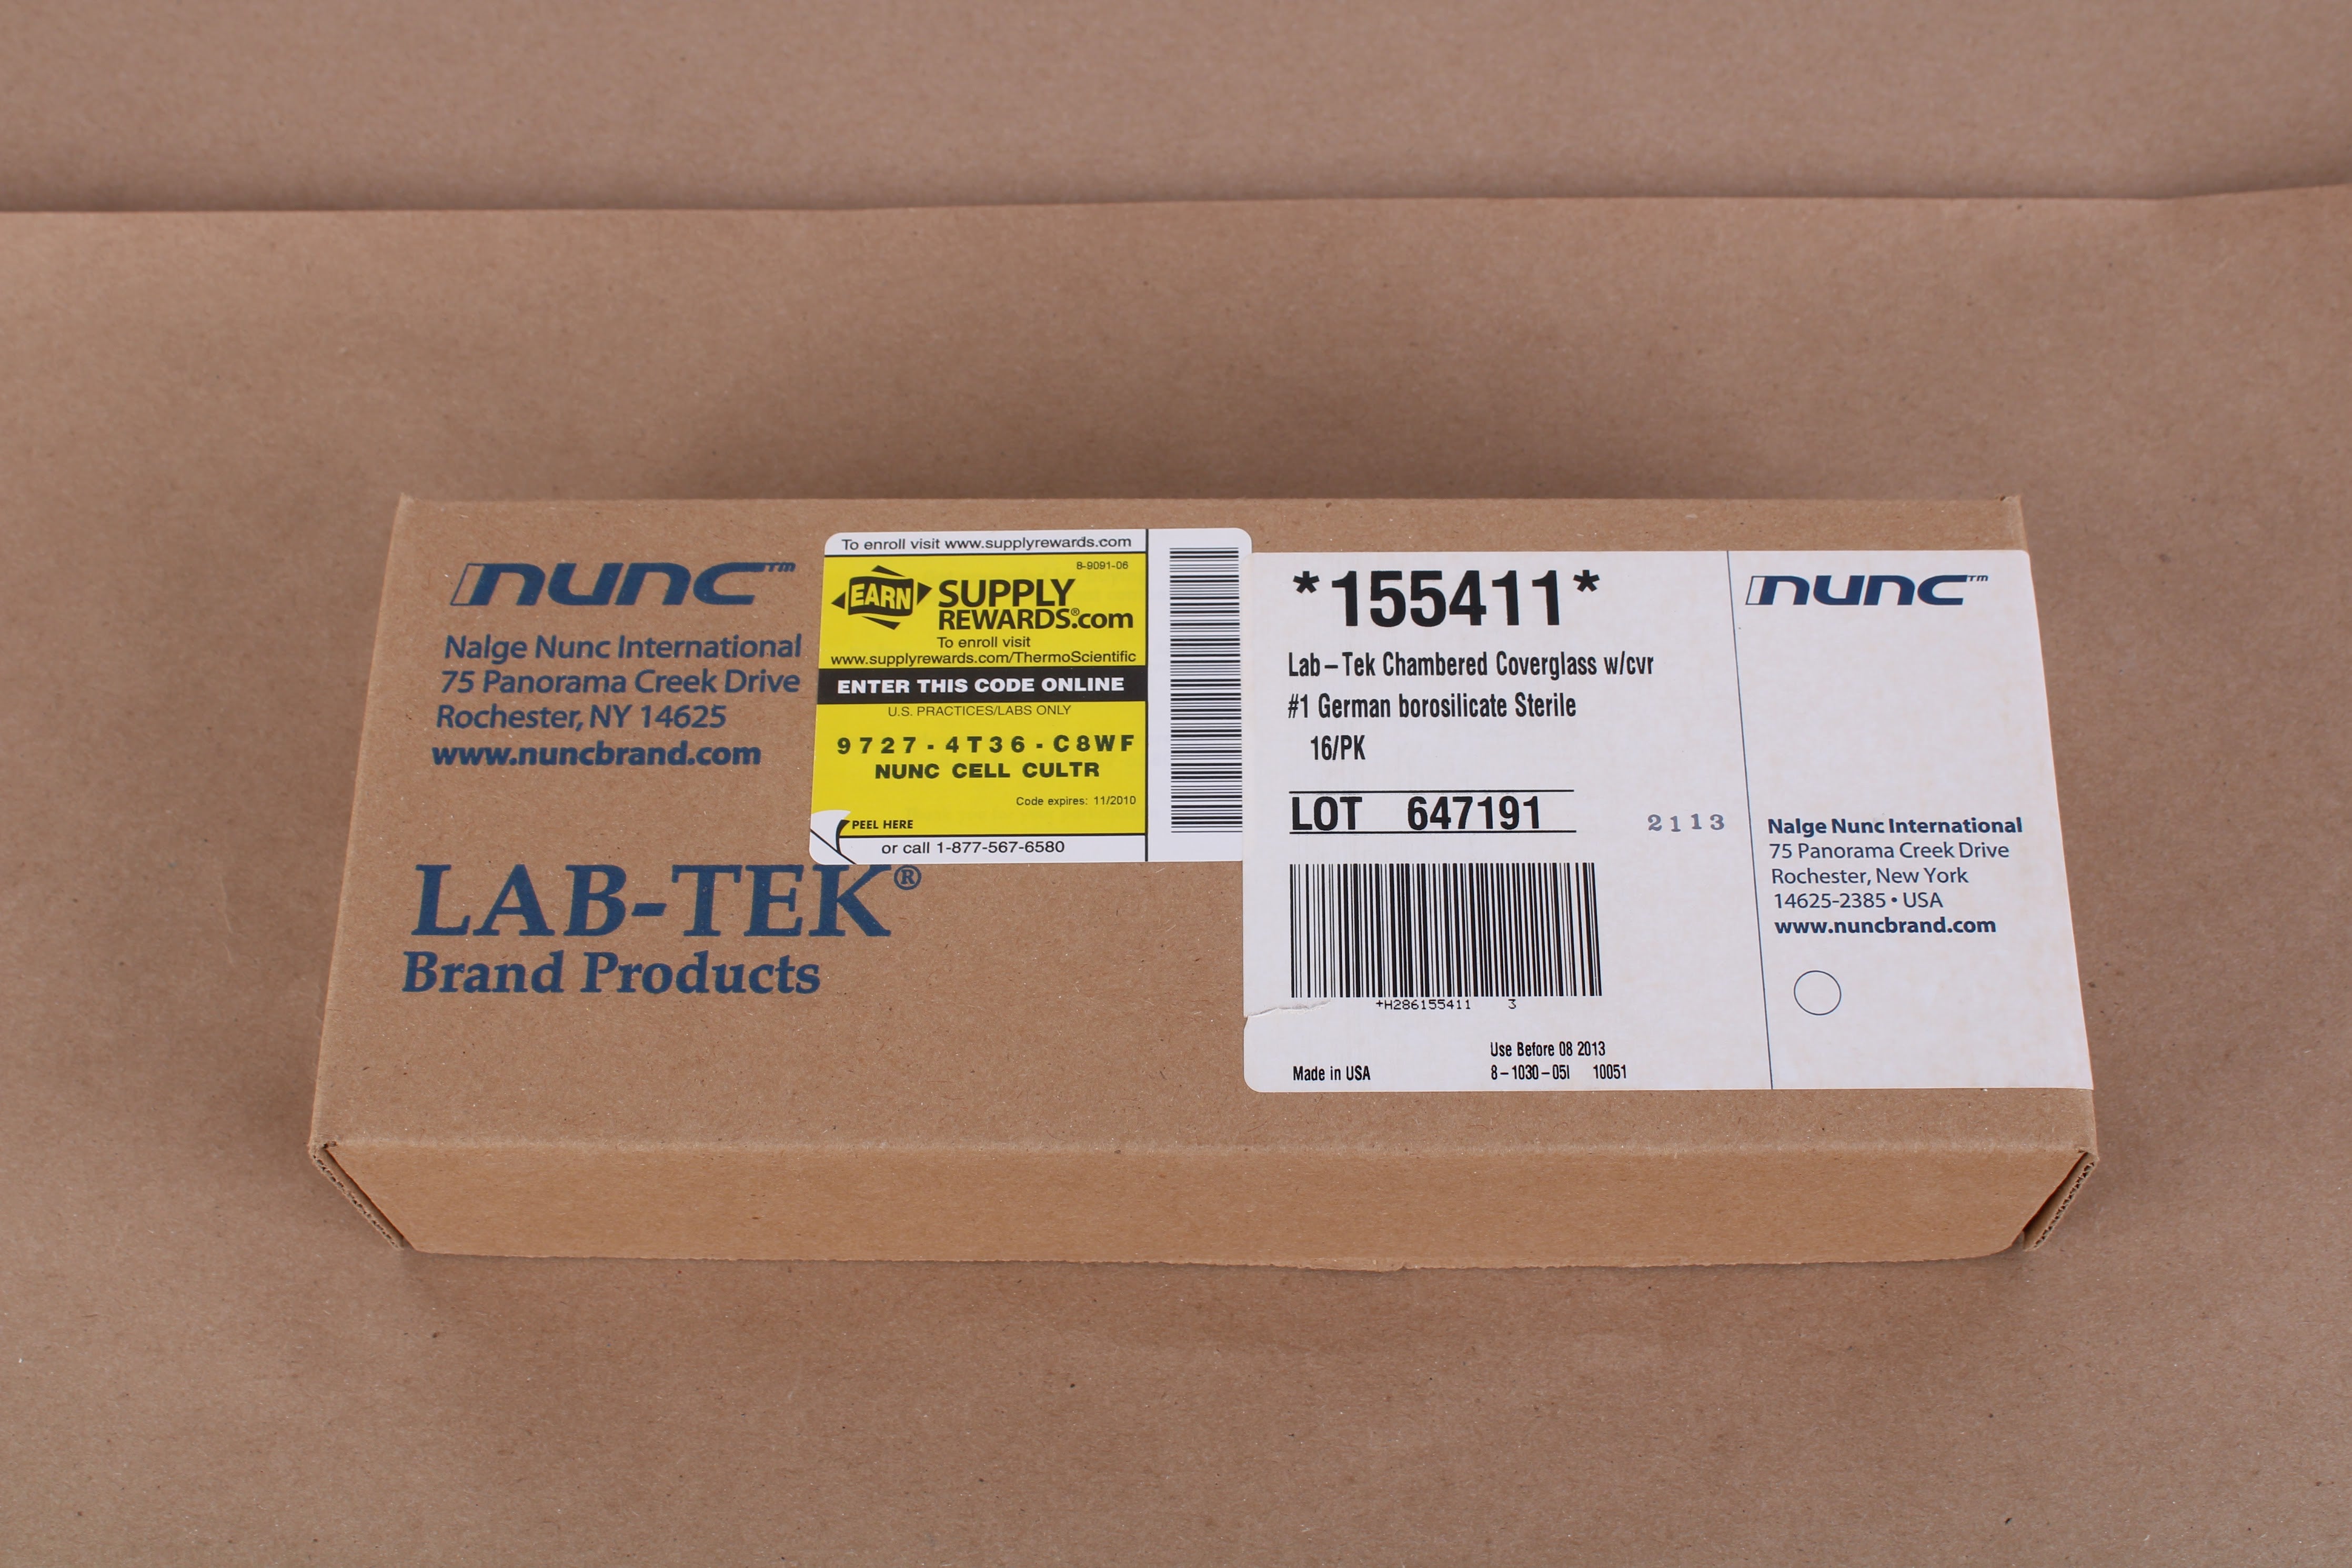 nunc™
Nalge Nunc International
75 Panorama Creek Drive
Rochester, NY 14625
www.nuncbrand.com
LAB-TEK®
Brand Products
To enroll visit www.supplyrewards.com
8-9091-06
EARN
SUPPLY
REWARDS®.com
To enroll visit
www.supplyrewards.com/ThermoScientific
ENTER THIS CODE ONLINE
U.S. PRACTICES/LABS ONLY
9727-4T36-C8WF
NUNC CELL CULTR
Code expires: 11/2010
PEEL HERE
or call 1-877-567-6580
*155411*
Lab-Tek Chambered Coverglass w/cvr
#1 German borosilicate Sterile
16/PK
LOT 647191
2113
+H286155411 3
Use Before 08 2013
Made in USA 8-1030-05I 10051
nunc™
Nalge Nunc International
75 Panorama Creek Drive
Rochester, New York
14625-2385 • USA
www.nuncbrand.com